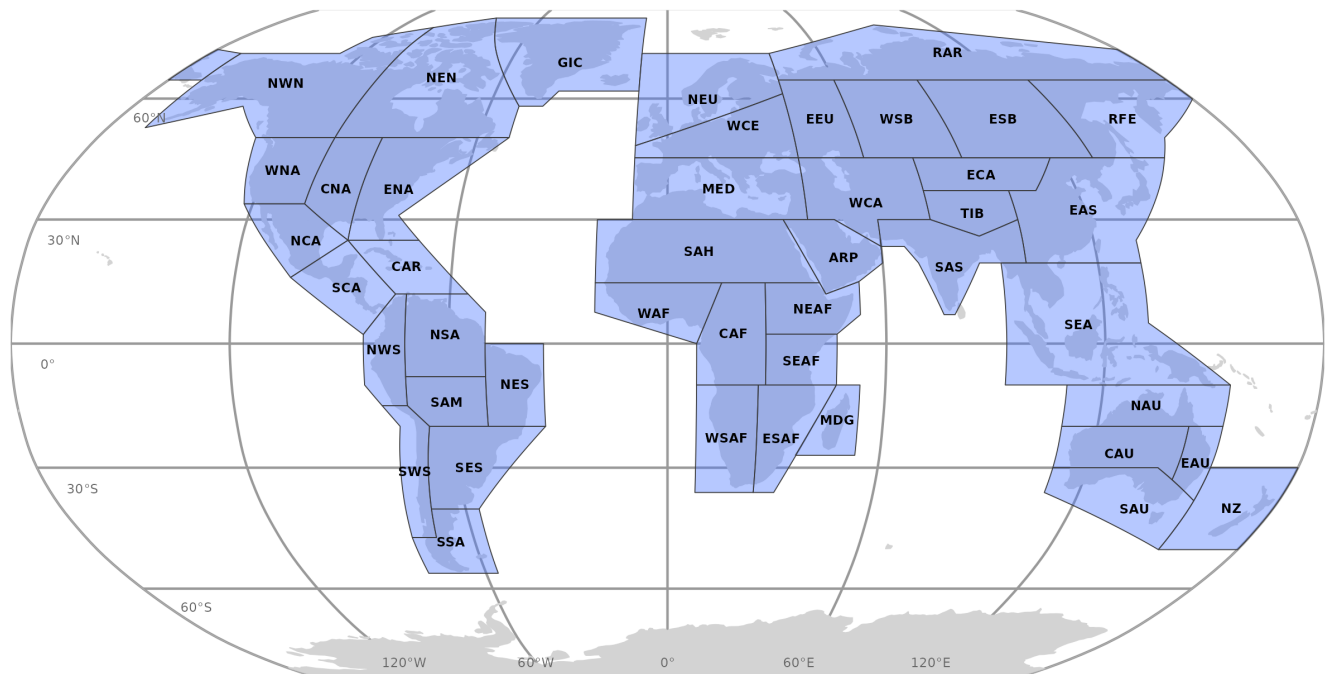 RAR
GIC
NEN
NWN
NEU
60°N
WCE
EEU
WSB
ESB
RFE
WNA
CNA
ENA
MED
ECA
WCA
TIB
EAS
30°N
NCA
SAH
ARP
CAR
SAS
SCA
WAF
NEAF
SEA
NSA
CAF
NWS
0°
SEAF
NES
SAM
NAU
MDG
WSAF
ESAF
CAU
EAU
SWS
SES
30°S
SAU
NZ
SSA
60°S
120°W
60°W
0°
60°E
120°E